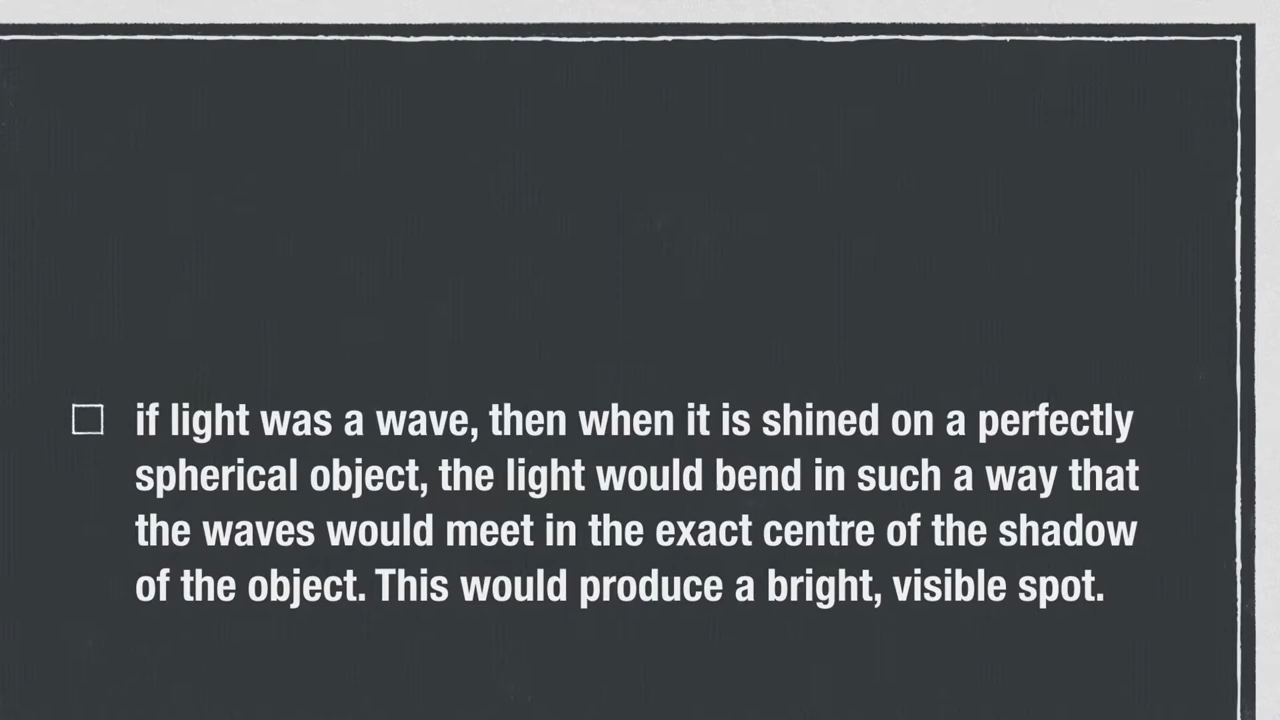 if light was a wave, then when it is shined on a perfectly
spherical object, the light would bend in such a way that
the waves would meet in the exact centre of the shadow
of the object. This would produce a bright, visible spot.